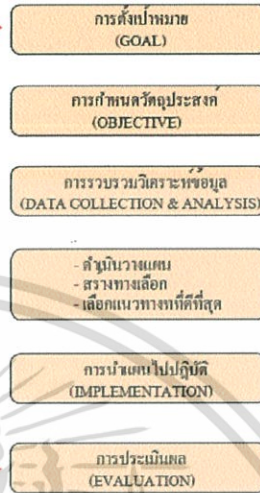 การตั้งเป้าหมาย
(GOAL)
การกำหนดวัตถุประสงค์
(OBJECTIVE)
การรวบรวมวิเคราะห์ข้อมูล
(DATA COLLECTION & ANALYSIS)
- ดำเนินวางแผน
- สร้างทางเลือก
- เลือกแนวทางที่ดีที่สุด
การนำแผนไปปฏิบัติ
(IMPLEMENTATION)
การประเมินผล
(EVALUATION)